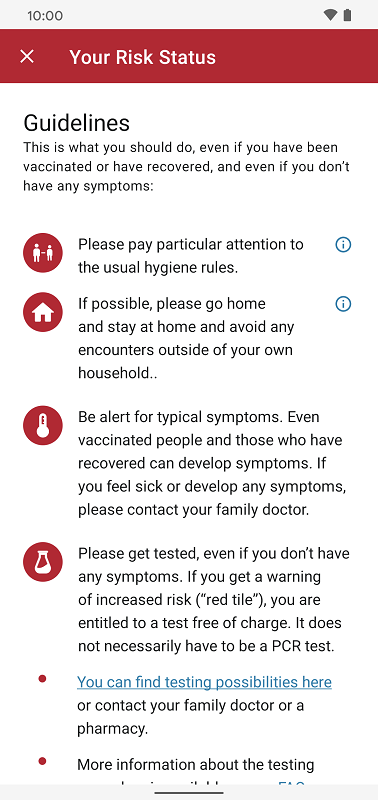 10:00
Your Risk Status
Guidelines
This is what you should do, even if you have been
vaccinated or have recovered, and even if you don't
have any symptoms:
Please pay particular attention to
the usual hygiene rules.
If possible, please go home
and stay at home and avoid any
encounters outside of your own
household..
Be alert for typical symptoms. Even
vaccinated people and those who have
recovered can develop symptoms. If
you feel sick or develop any symptoms,
please contact your family doctor.
Please get tested, even if you don't have
any symptoms. If you get a warning
of increased risk (“red tile”), you are
entitled to a test free of charge. It does
not necessarily have to be a PCR test.
You can find testing possibilities here
or contact your family doctor or a
pharmacy.
More information about the testing